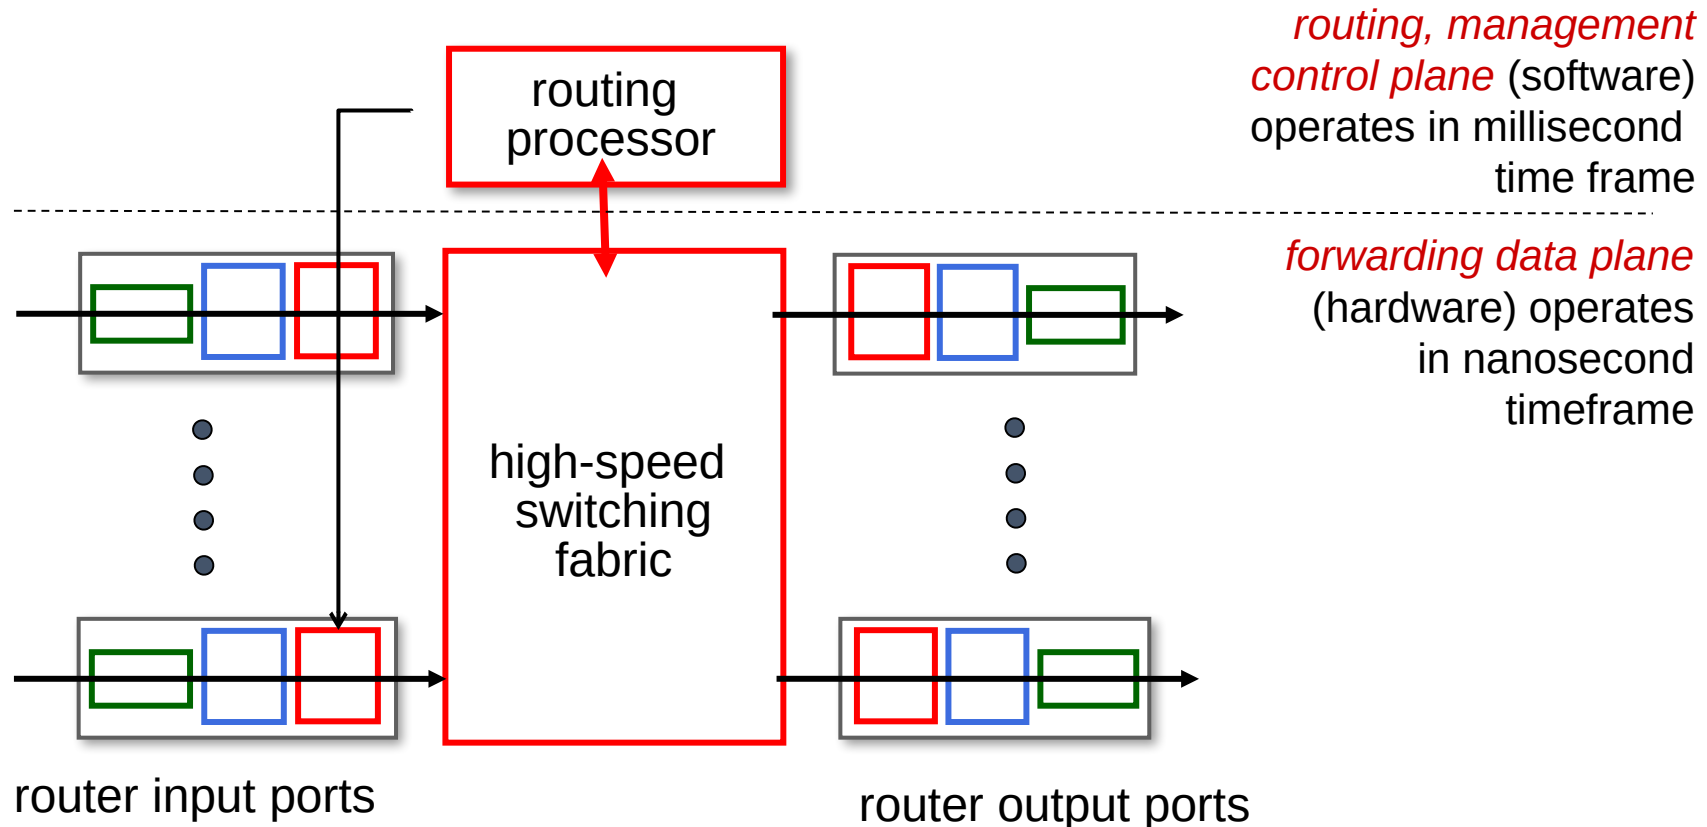 routing, management
control plane (software)
operates in millisecond
time frame
routing
processor
forwarding data plane
(hardware) operates
in nanosecond
timeframe
high-speed
switching
fabric
router input ports
router output ports